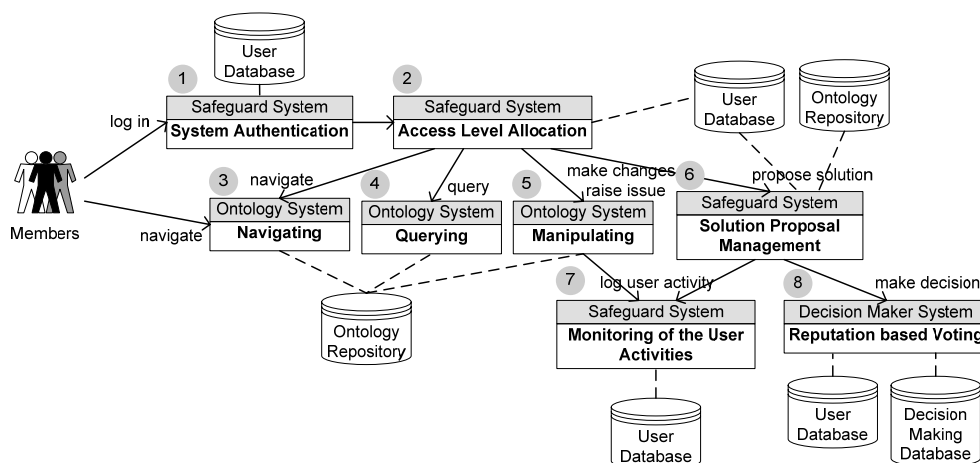 User
Database
1
2
Safeguard System
System Authentication
Safeguard System
Access Level Allocation
User
Database
Ontology
Repository
log in
Members
navigate
3
navigate
Ontology System
Navigating
4
query
Ontology System
Querying
5
make changes
raise issue
Ontology System
Manipulating
6
propose solution
Safeguard System
Solution Proposal
Management
Ontology
Repository
7
log user activity
Safeguard System
Monitoring of the User
Activities
8
make decision
Decision Maker System
Reputation based Voting
User
Database
User
Database
Decision
Making
Database